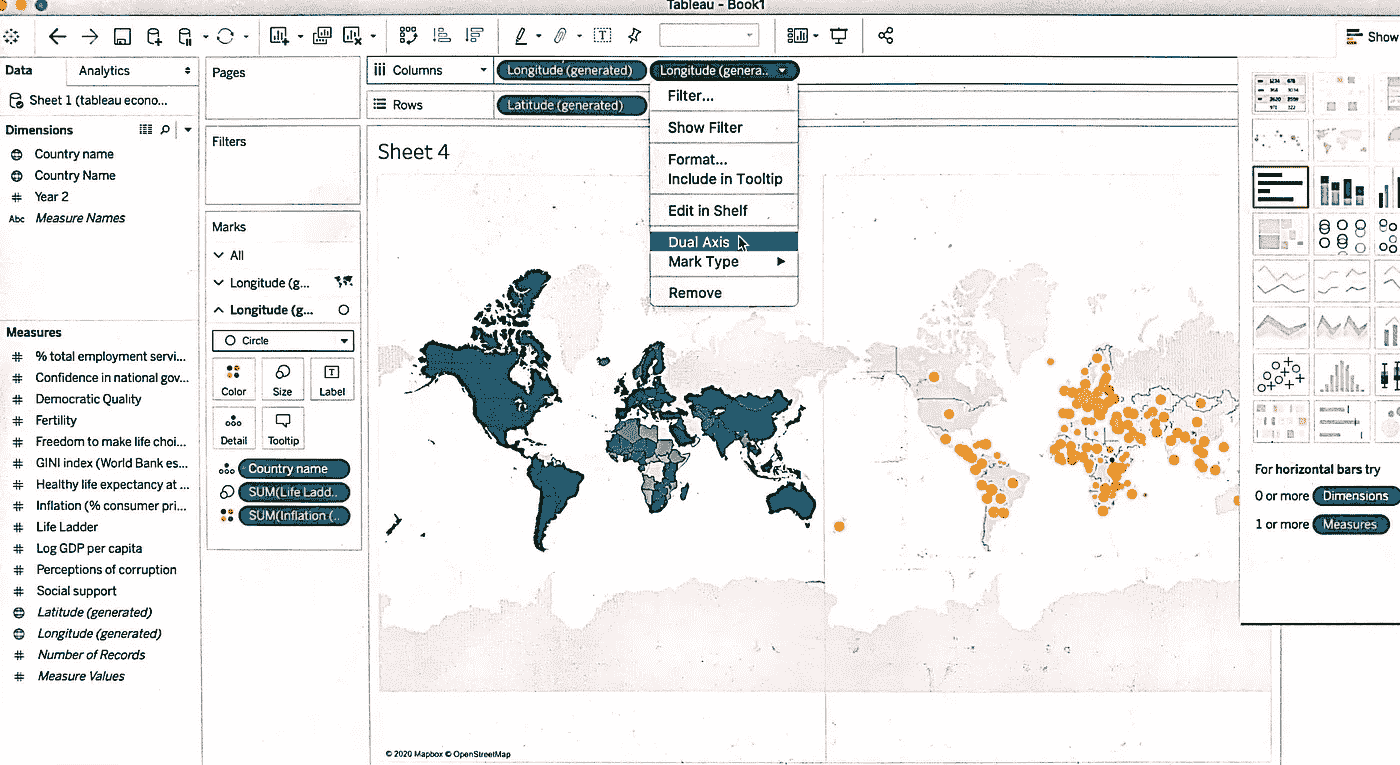 Tableau - Book1
Show
Data
Analytics
Pages
Columns
Longitude (generated)
Longitude (genera..
Sheet 1 (tableau econo...
Rows
Latitude (generated)
Dimensions
Country name
Country Name
Year 2
Abc Measure Names
Filters
Filter...
Show Filter
Format...
Include in Tooltip
Edit in Shelf
Dual Axis
Mark Type
Remove
Sheet 4
Marks
All
Longitude (g...
Longitude (g...
Circle
Color
Size
Label
Detail
Tooltip
Country name
SUM(Life Ladd..
SUM(Inflation (..
Measures
% total employment servi...
Confidence in national gov...
Democratic Quality
Fertility
Freedom to make life choi...
GINI index (World Bank es...
Healthy life expectancy at ...
Inflation (% consumer pri...
Life Ladder
Log GDP per capita
Perceptions of corruption
Social support
Latitude (generated)
Longitude (generated)
Number of Records
Measure Values
For horizontal bars try
0 or more Dimensions
1 or more Measures
© 2020 Mapbox © OpenStreetMap